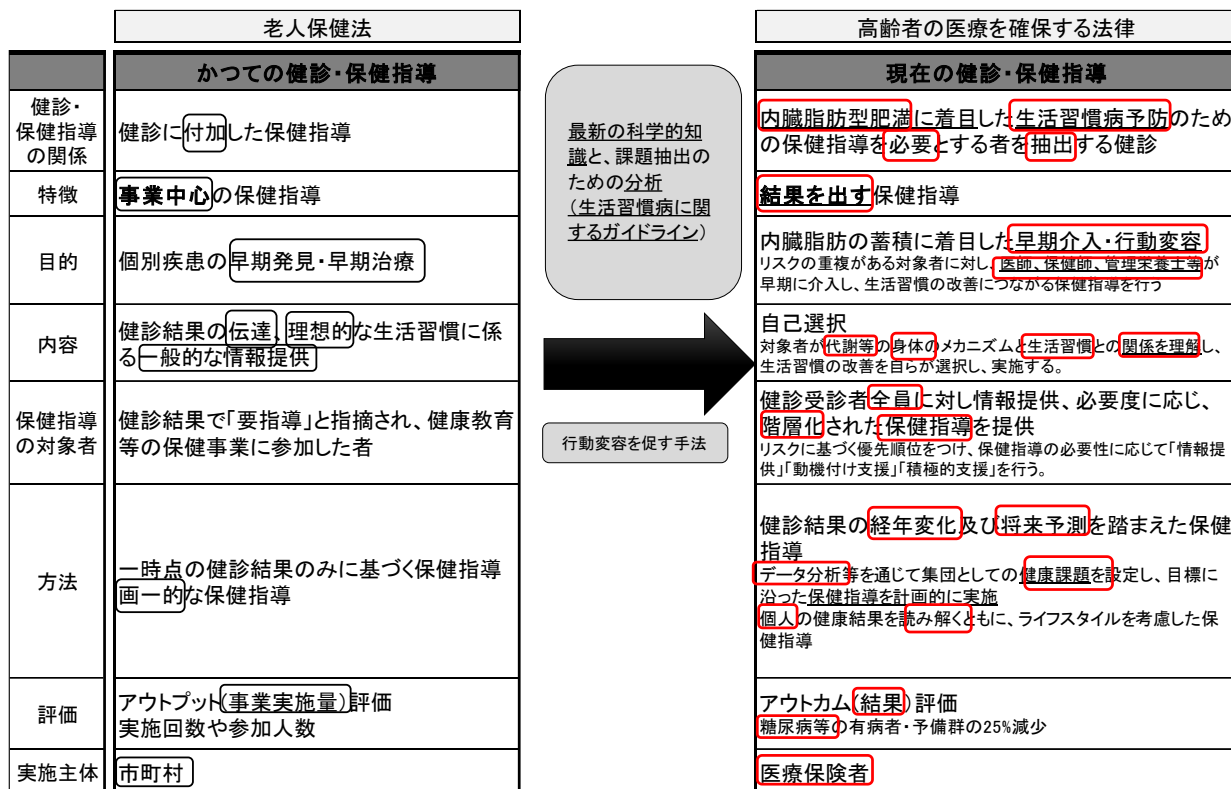 老人保健法
高齢者の医療を確保する法律
かつての健診・保健指導
現在の健診・保健指導
健診・
保健指導
の関係
健診に付加した保健指導
最新の科学的知
識と、課題抽出の
ための分析
(生活習慣病に関
するガイドライン)
内臓脂肪型肥満に着目した生活習慣病予防のため
の保健指導を必要とする者を抽出する健診
特徴
事業中心の保健指導
結果を出す保健指導
目的
個別疾患の早期発見・早期治療
内臓脂肪の蓄積に着目した早期介入・行動変容
リスクの重複がある対象者に対し、医師、保健師、管理栄養士等が
早期に介入し、生活習慣の改善につながる保健指導を行う
内容
健診結果の伝達、理想的な生活習慣に係
る一般的な情報提供
自己選択
対象者が代謝等の身体のメカニズムと生活習慣との関係を理解し、
生活習慣の改善を自らが選択し、実施する。
保健指導
の対象者
健診結果で「要指導」と指摘され、健康教育
等の保健事業に参加した者
行動変容を促す手法
健診受診者全員に対し情報提供、必要度に応じ、
階層化された保健指導を提供
リスクに基づく優先順位をつけ、保健指導の必要性に応じて「情報提
供」「動機付け支援」「積極的支援」を行う。
方法
一時点の健診結果のみに基づく保健指導
画一的な保健指導
健診結果の経年変化及び将来予測を踏まえた保健
指導
データ分析等を通じて集団としての健康課題を設定し、目標に
沿った保健指導を計画的に実施
個人の健康結果を読み解くともに、ライフスタイルを考慮した保
健指導
評価
アウトプット(事業実施量)評価
実施回数や参加人数
アウトカム(結果)評価
糖尿病等の有病者・予備群の25%減少
実施主体
市町村
医療保険者